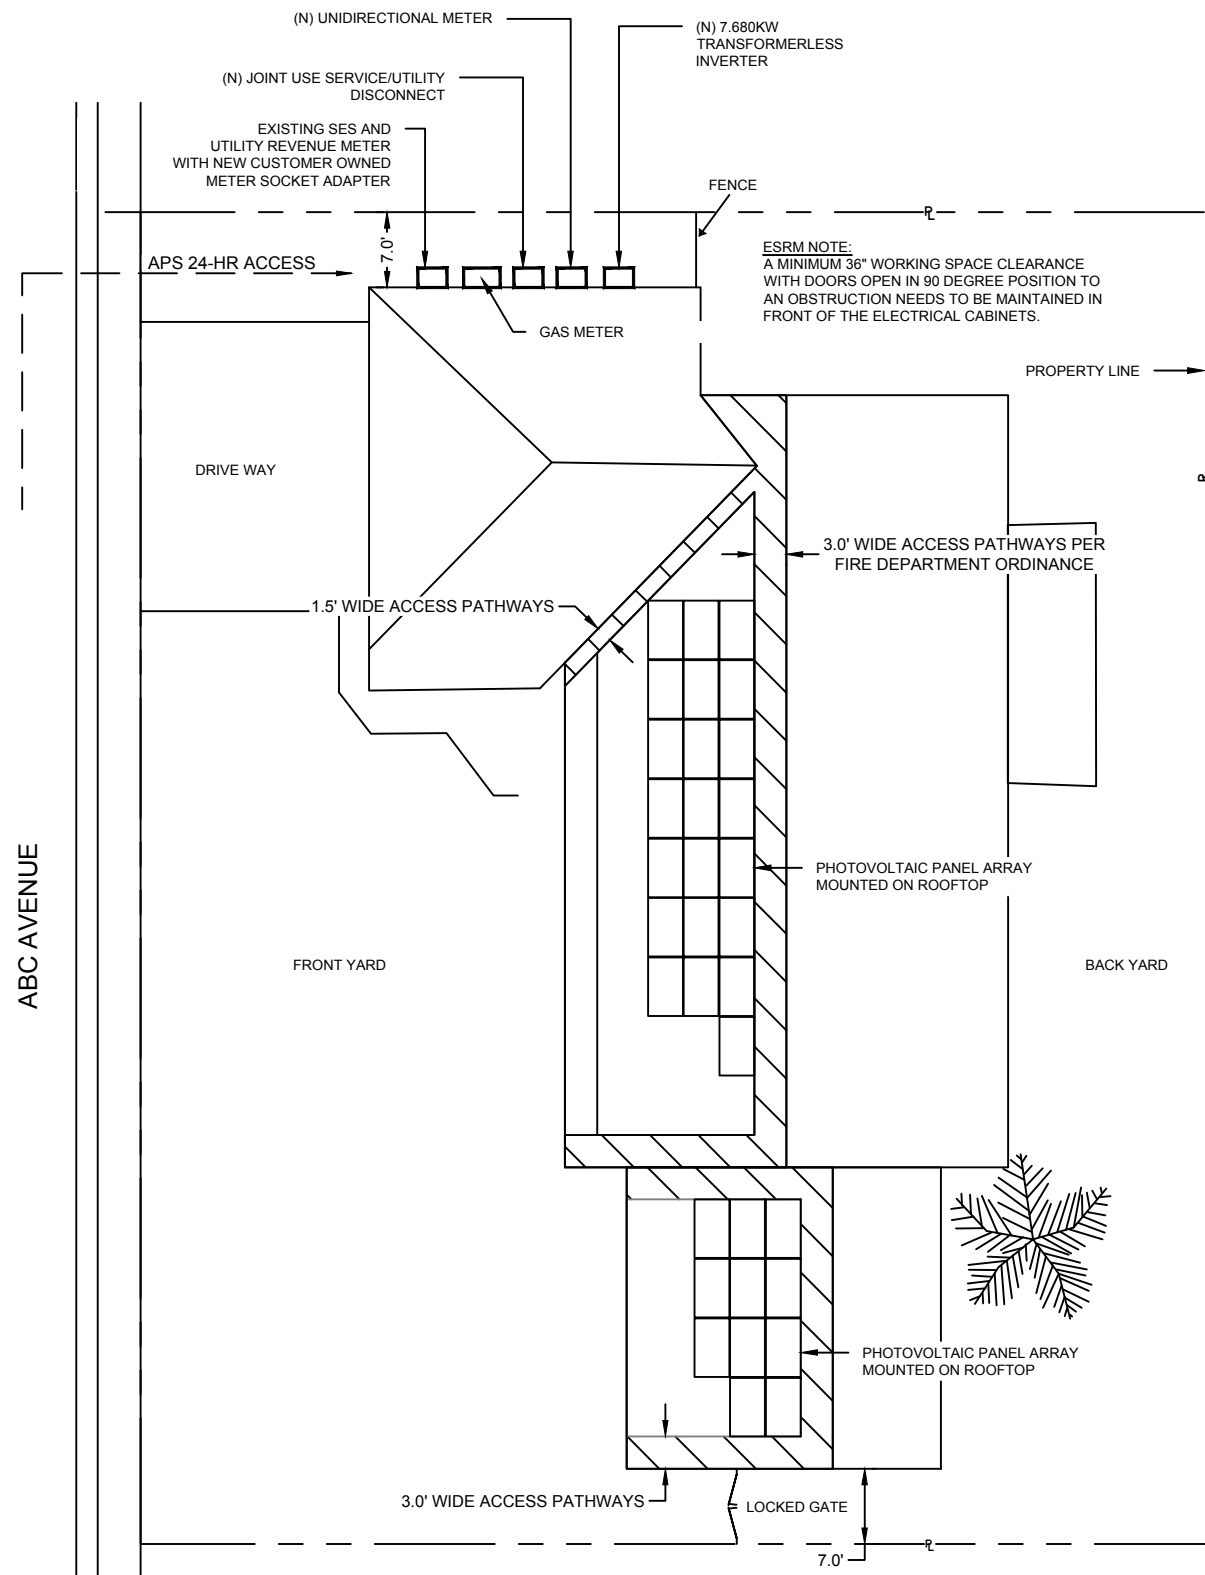 (N) UNIDIRECTIONAL METER
(N) 7.680KW
TRANSFORMERLESS
INVERTER
(N) JOINT USE SERVICE/UTILITY
DISCONNECT
EXISTING SES AND
UTILITY REVENUE METER
WITH NEW CUSTOMER OWNED
METER SOCKET ADAPTER
FENCE
PL
7.0'
ESRM NOTE:
A MINIMUM 36" WORKING SPACE CLEARANCE
WITH DOORS OPEN IN 90 DEGREE POSITION TO
AN OBSTRUCTION NEEDS TO BE MAINTAINED IN
FRONT OF THE ELECTRICAL CABINETS.
APS 24-HR ACCESS
GAS METER
PROPERTY LINE
DRIVE WAY
PL
3.0' WIDE ACCESS PATHWAYS PER
FIRE DEPARTMENT ORDINANCE
1.5' WIDE ACCESS PATHWAYS
PHOTOVOLTAIC PANEL ARRAY
MOUNTED ON ROOFTOP
ABC AVENUE
FRONT YARD
BACK YARD
PHOTOVOLTAIC PANEL ARRAY
MOUNTED ON ROOFTOP
3.0' WIDE ACCESS PATHWAYS
LOCKED GATE
PL
7.0'